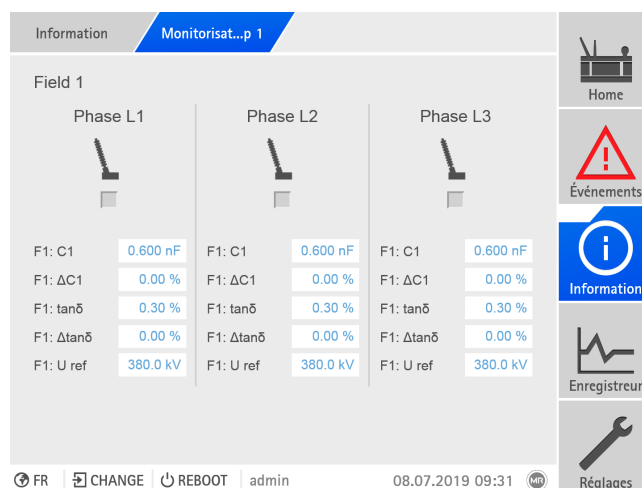 Information
Monitorisat...p 1
Field 1
Phase L1
Phase L2
Phase L3
F1: C1 0.600 nF F1: C1 0.600 nF F1: C1 0.600 nF
F1: ΔC1 0.00 % F1: ΔC1 0.00 % F1: ΔC1 0.00 %
F1: tanδ 0.30 % F1: tanδ 0.30 % F1: tanδ 0.30 %
F1: Δtanδ 0.00 % F1: Δtanδ 0.00 % F1: Δtanδ 0.00 %
F1: U ref 380.0 kV F1: U ref 380.0 kV F1: U ref 380.0 kV
FR CHANGE REBOOT admin 08.07.2019 09:31 MR
Home
Événements
Information
Enregistreur
Réglages